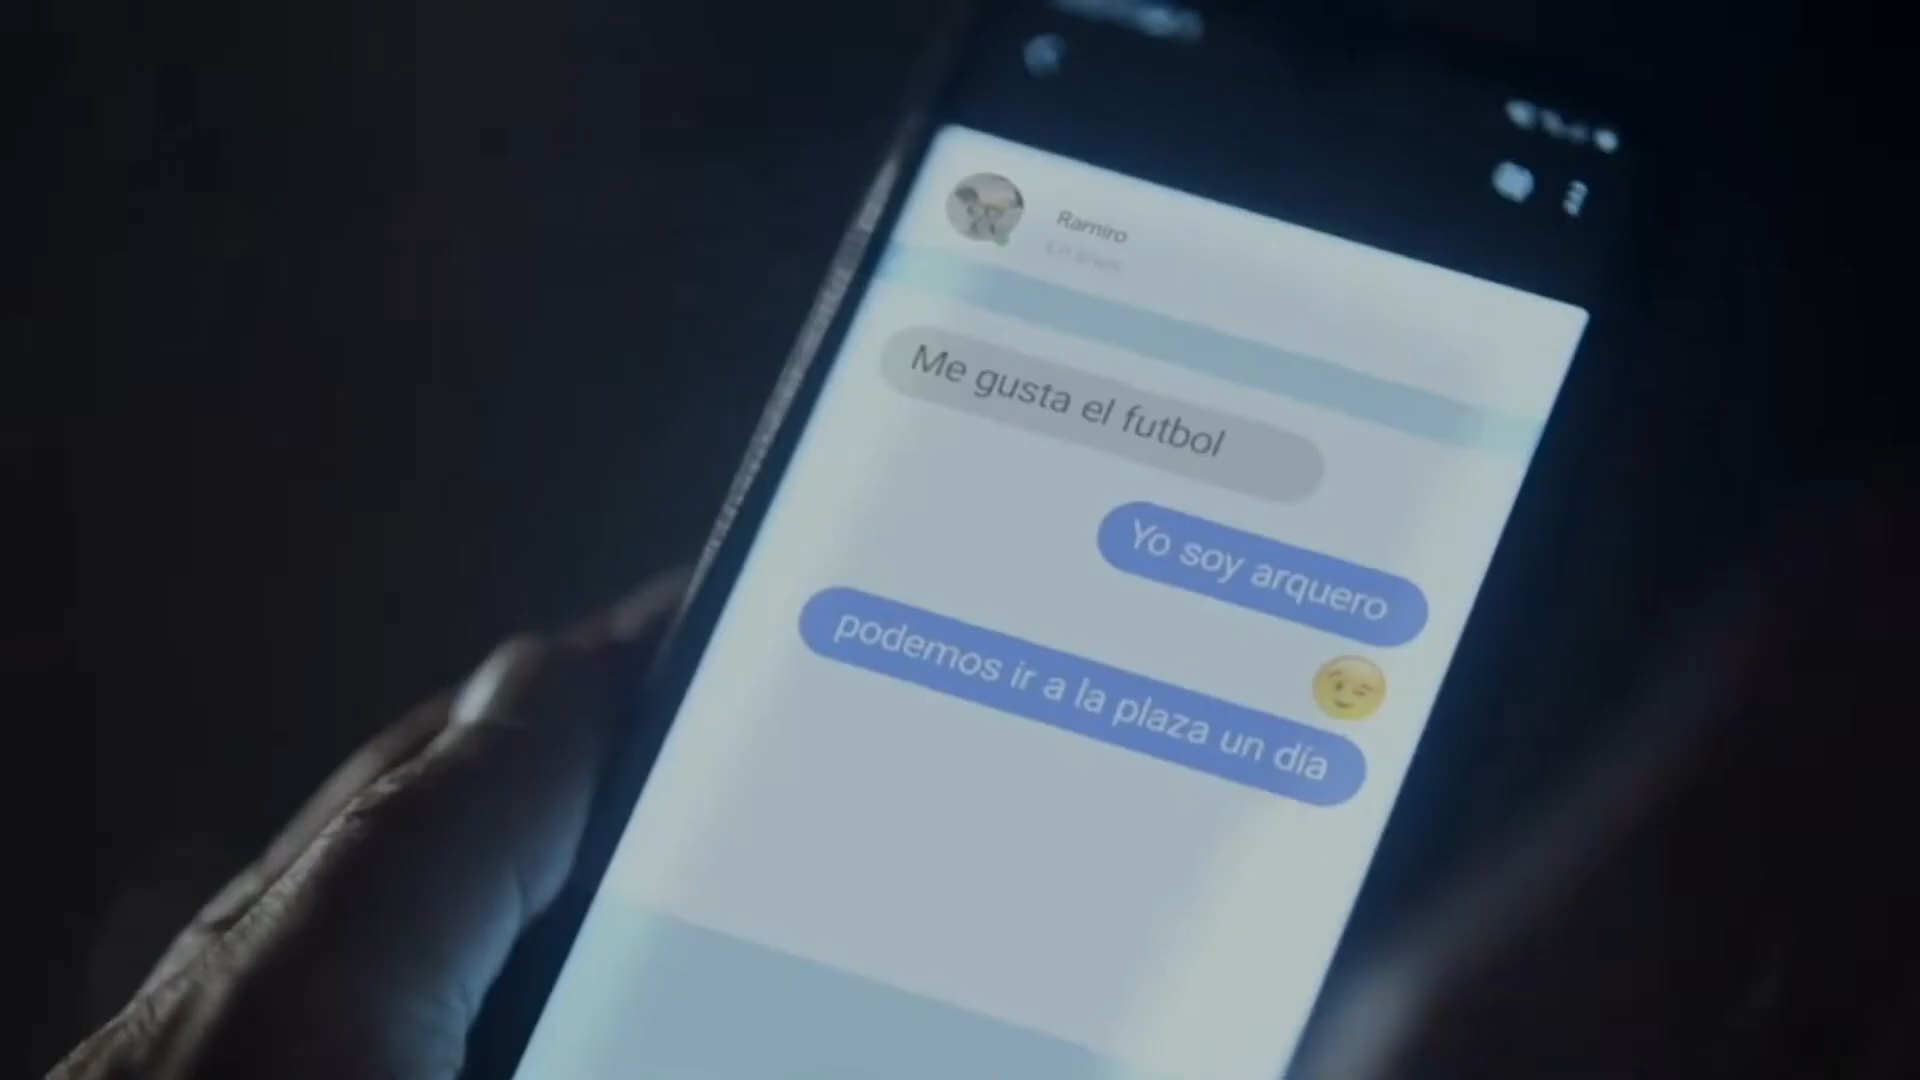 Ramiro
Me gusta el futbol
Yo soy arquero
podemos ir a la plaza un día